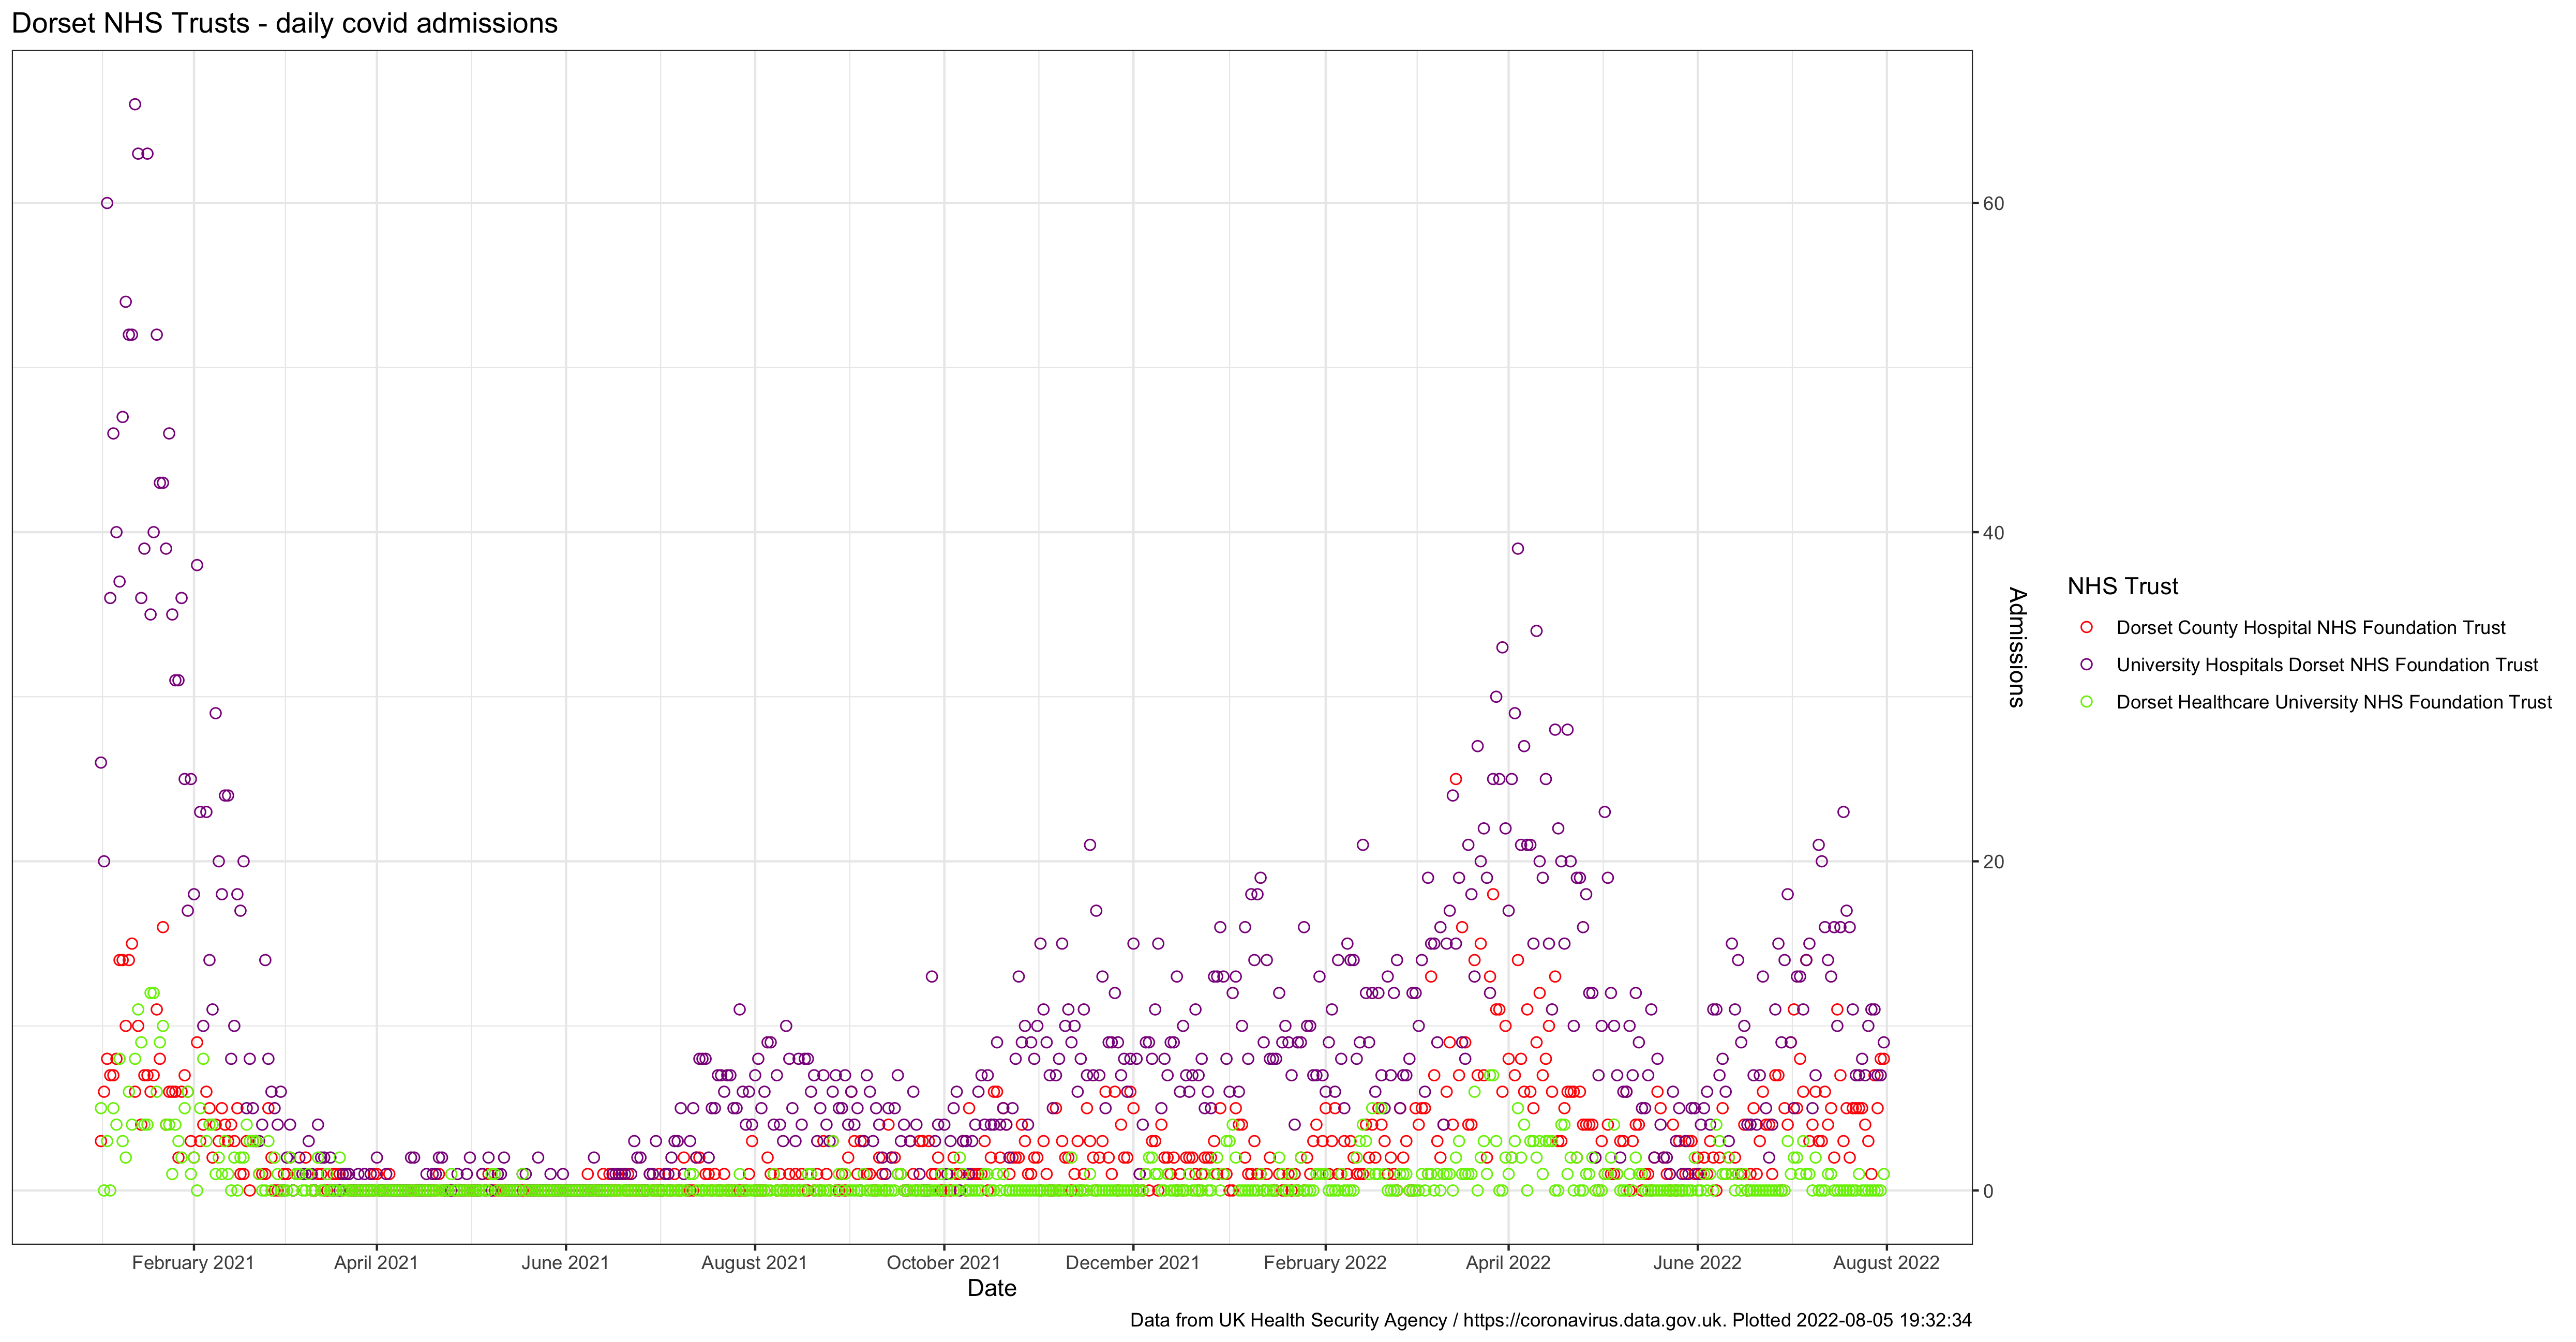 Dorset NHS Trusts - daily covid admissions
60
40
20
0
Admissions
NHS Trust
Dorset County Hospital NHS Foundation Trust
University Hospitals Dorset NHS Foundation Trust
Dorset Healthcare University NHS Foundation Trust
February 2021
April 2021
June 2021
August 2021
October 2021
December 2021
February 2022
April 2022
June 2022
August 2022
Date
Data from UK Health Security Agency / https://coronavirus.data.gov.uk. Plotted 2022-08-05 19:32:34